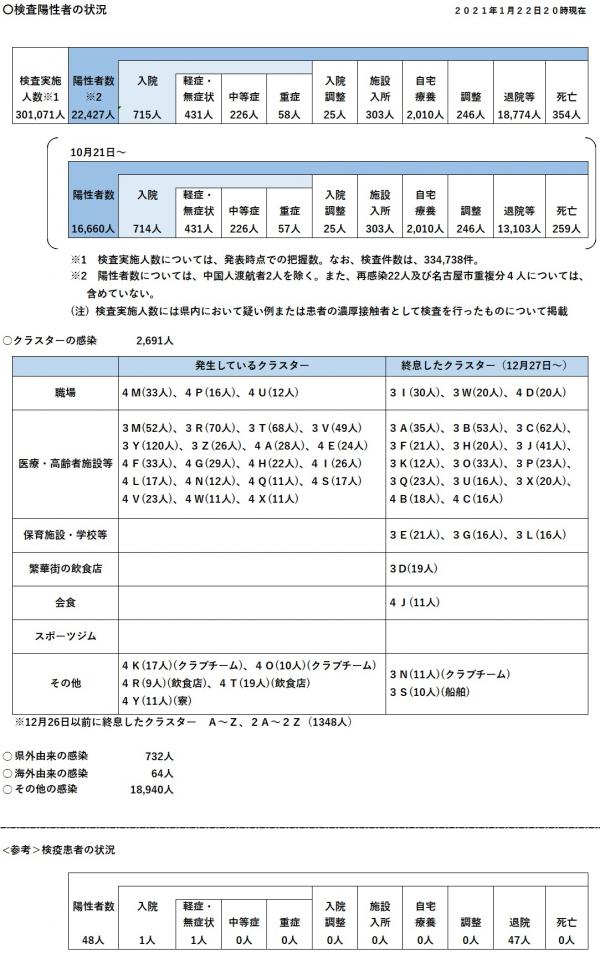 〇検査陽性者の状況
2021年1月22日20時現在
検査実施人数※1 陽性者数※2 入院 軽症・無症状 中等症 重症 入院調整 施設入所 自宅療養 調整 退院等 死亡
301,071人 22,427人 715人 431人 226人 58人 25人 303人 2,010人 246人 18,774人 354人
10月21日～
陽性者数 入院 軽症・無症状 中等症 重症 入院調整 施設入所 自宅療養 調整 退院等 死亡
16,660人 714人 431人 226人 57人 25人 303人 2,010人 246人 13,103人 259人
※1 検査実施人数については、発表時点での把握数。なお、検査件数は、334,738件。
※2 陽性者数については、中国人渡航者2人を除く。また、再感染22人及び名古屋市重複分４人については、
含めていない。
（注）検査実施人数には県内において疑い例または患者の濃厚接触者として検査を行ったものについて掲載
〇クラスターの感染 2,691人
発生しているクラスター 終息したクラスター（12月27日～）
職場 ４Ｍ(33人)、４Ｐ(16人)、４Ｕ(12人) ３Ｉ(30人)、３Ｗ(20人)、４Ｄ(20人)
医療・高齢者施設等
３Ｍ(52人)、３Ｒ(70人)、３Ｔ(68人)、３Ｖ(49人)
３Ｙ(120人)、３Ｚ(26人)、４Ａ(28人)、４Ｅ(24人)
４Ｆ(33人)、４Ｇ(29人)、４Ｈ(22人)、４Ｉ(26人)
４Ｌ(17人)、４Ｎ(12人)、４Ｑ(11人)、４Ｓ(17人)
４Ｖ(23人)、４Ｗ(11人)、４Ｘ(11人)
３Ａ(35人)、３Ｂ(53人)、３Ｃ(62人)、
３Ｆ(21人)、３Ｈ(20人)、３Ｊ(41人)、
３Ｋ(12人)、３Ｏ(33人)、３Ｐ(23人)、
３Ｑ(23人)、３Ｕ(16人)、３Ｘ(20人)、
４Ｂ(18人)、４Ｃ(16人)
保育施設・学校等 ３Ｅ(21人)、３Ｇ(16人)、３Ｌ(16人)
繁華街の飲食店 ３Ｄ(19人)
会食 ４Ｊ(11人)
スポーツジム
その他
４Ｋ(17人)(クラブチーム)、４Ｏ(10人)(クラブチーム)
４Ｒ(9人)(飲食店)、４Ｔ(19人)(飲食店)
４Ｙ(11人)(寮)
３Ｎ(11人)(クラブチーム)
３Ｓ(10人)(船舶)
※12月26日以前に終息したクラスター Ａ～Ｚ、２Ａ～２Ｚ（1348人）
〇県外由来の感染 732人
〇海外由来の感染 64人
〇その他の感染 18,940人
<参考>検疫患者の状況
陽性者数 入院 軽症・無症状 中等症 重症 入院調整 施設入所 自宅療養 調整 退院 死亡
48人 1人 1人 0人 0人 0人 0人 0人 0人 47人 0人